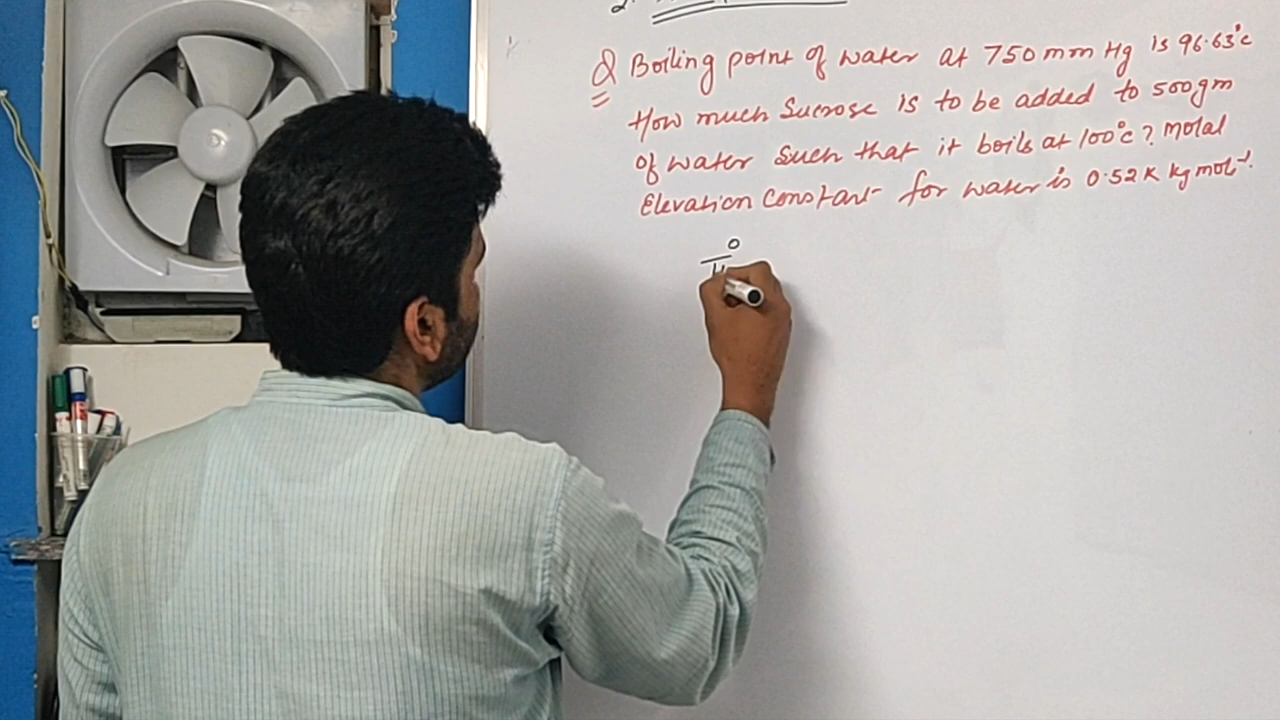 Q Boiling point of water at 750 mm Hg is 96.63°c
How much Sucrose is to be added to 500gm
of water such that it boils at 100°c? Molal
Elevation Constant for water is 0.52K kg mol⁻¹.
0